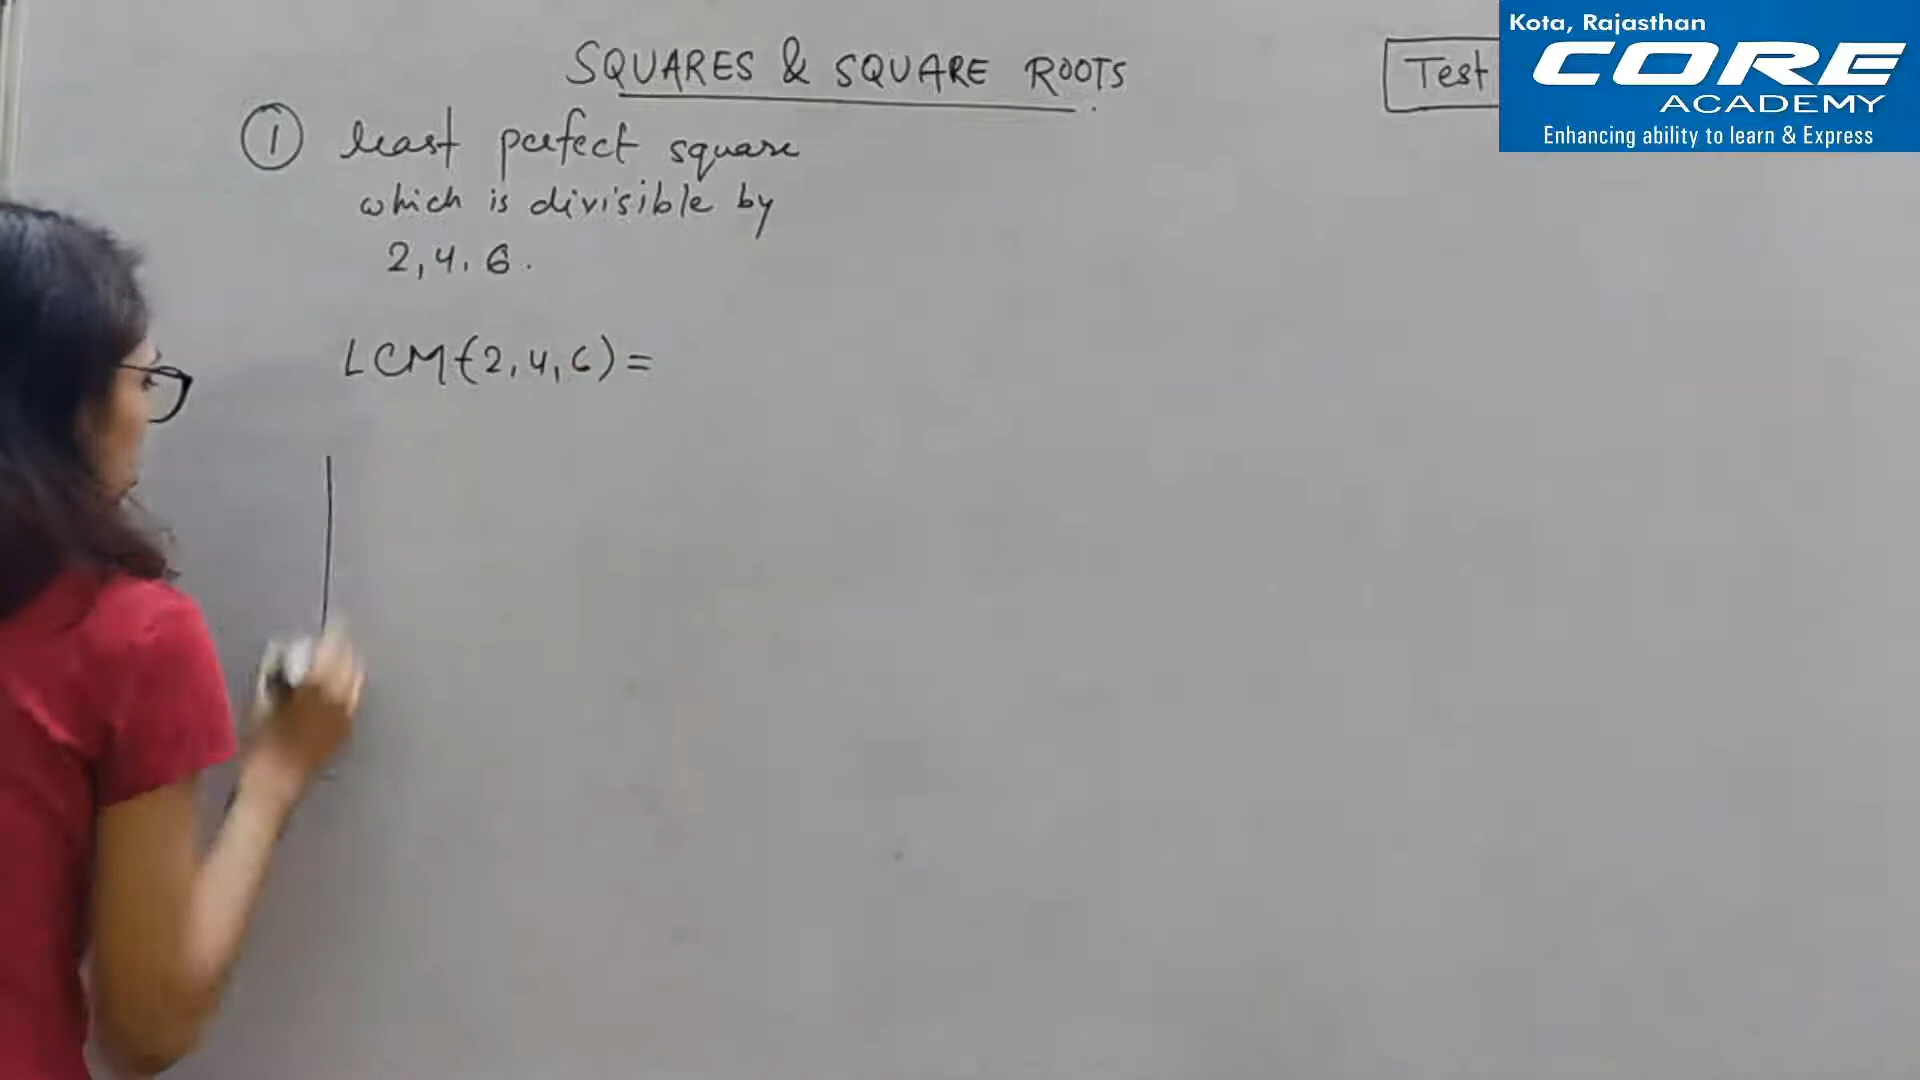 SQUARES & SQUARE ROOTS
Test
Kota, Rajasthan
CORE
ACADEMY
Enhancing ability to learn & Express
① least perfect square
which is divisible by
2, 4, 6.
LCM(2, 4, 6) =